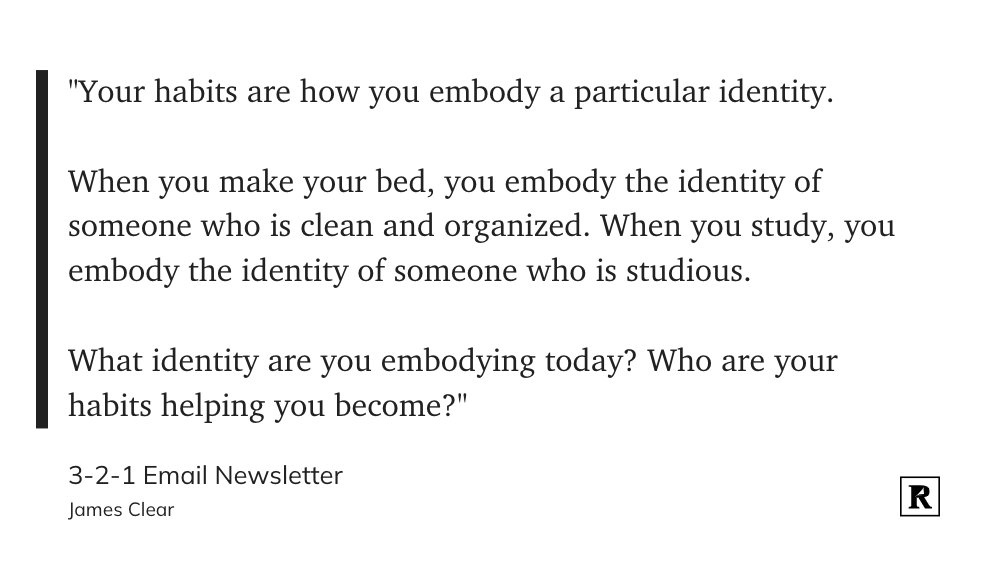 "Your habits are how you embody a particular identity.
When you make your bed, you embody the identity of
someone who is clean and organized. When you study, you
embody the identity of someone who is studious.
What identity are you embodying today? Who are your
habits helping you become?"
3-2-1 Email Newsletter
James Clear
R